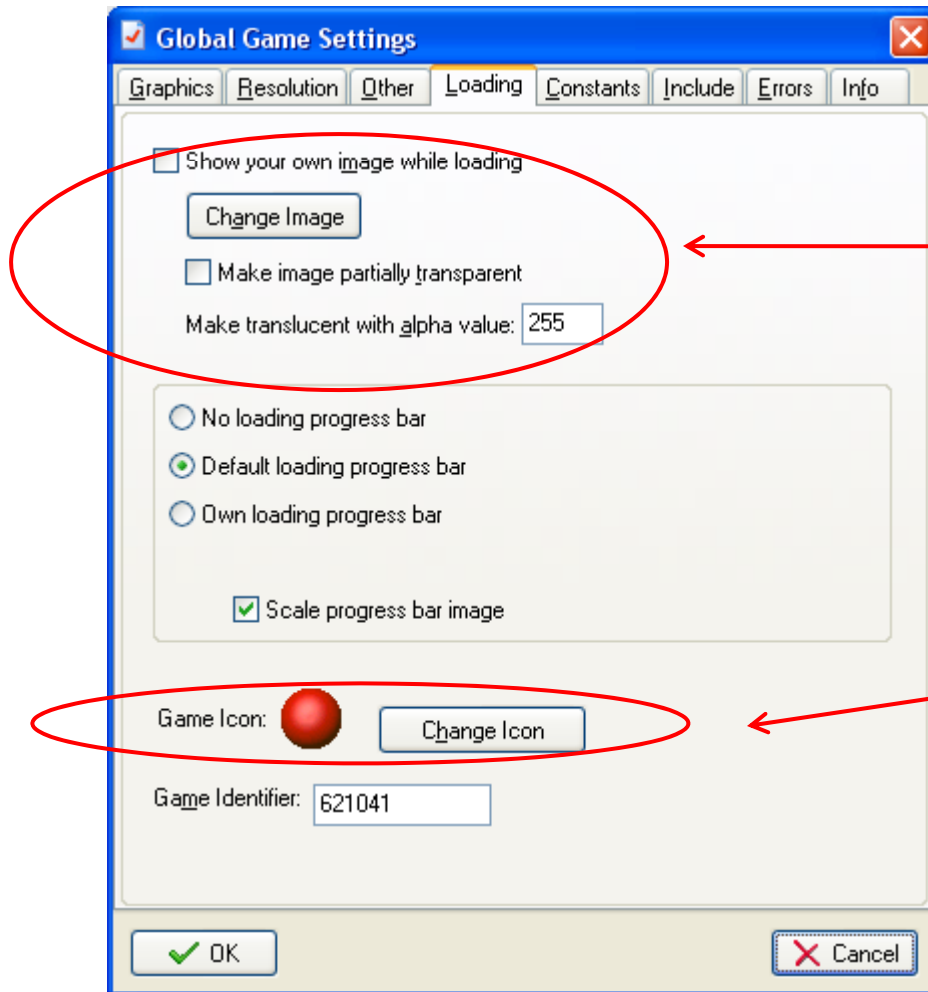 Global Game Settings
Graphics Resolution Other Loading Constants Include Errors Info
Show your own image while loading
Change Image
Make image partially transparent
Make translucent with alpha value: 255
No loading progress bar
Default loading progress bar
Own loading progress bar
Scale progress bar image
Game Icon: Change Icon
Game Identifier: 621041
OK Cancel